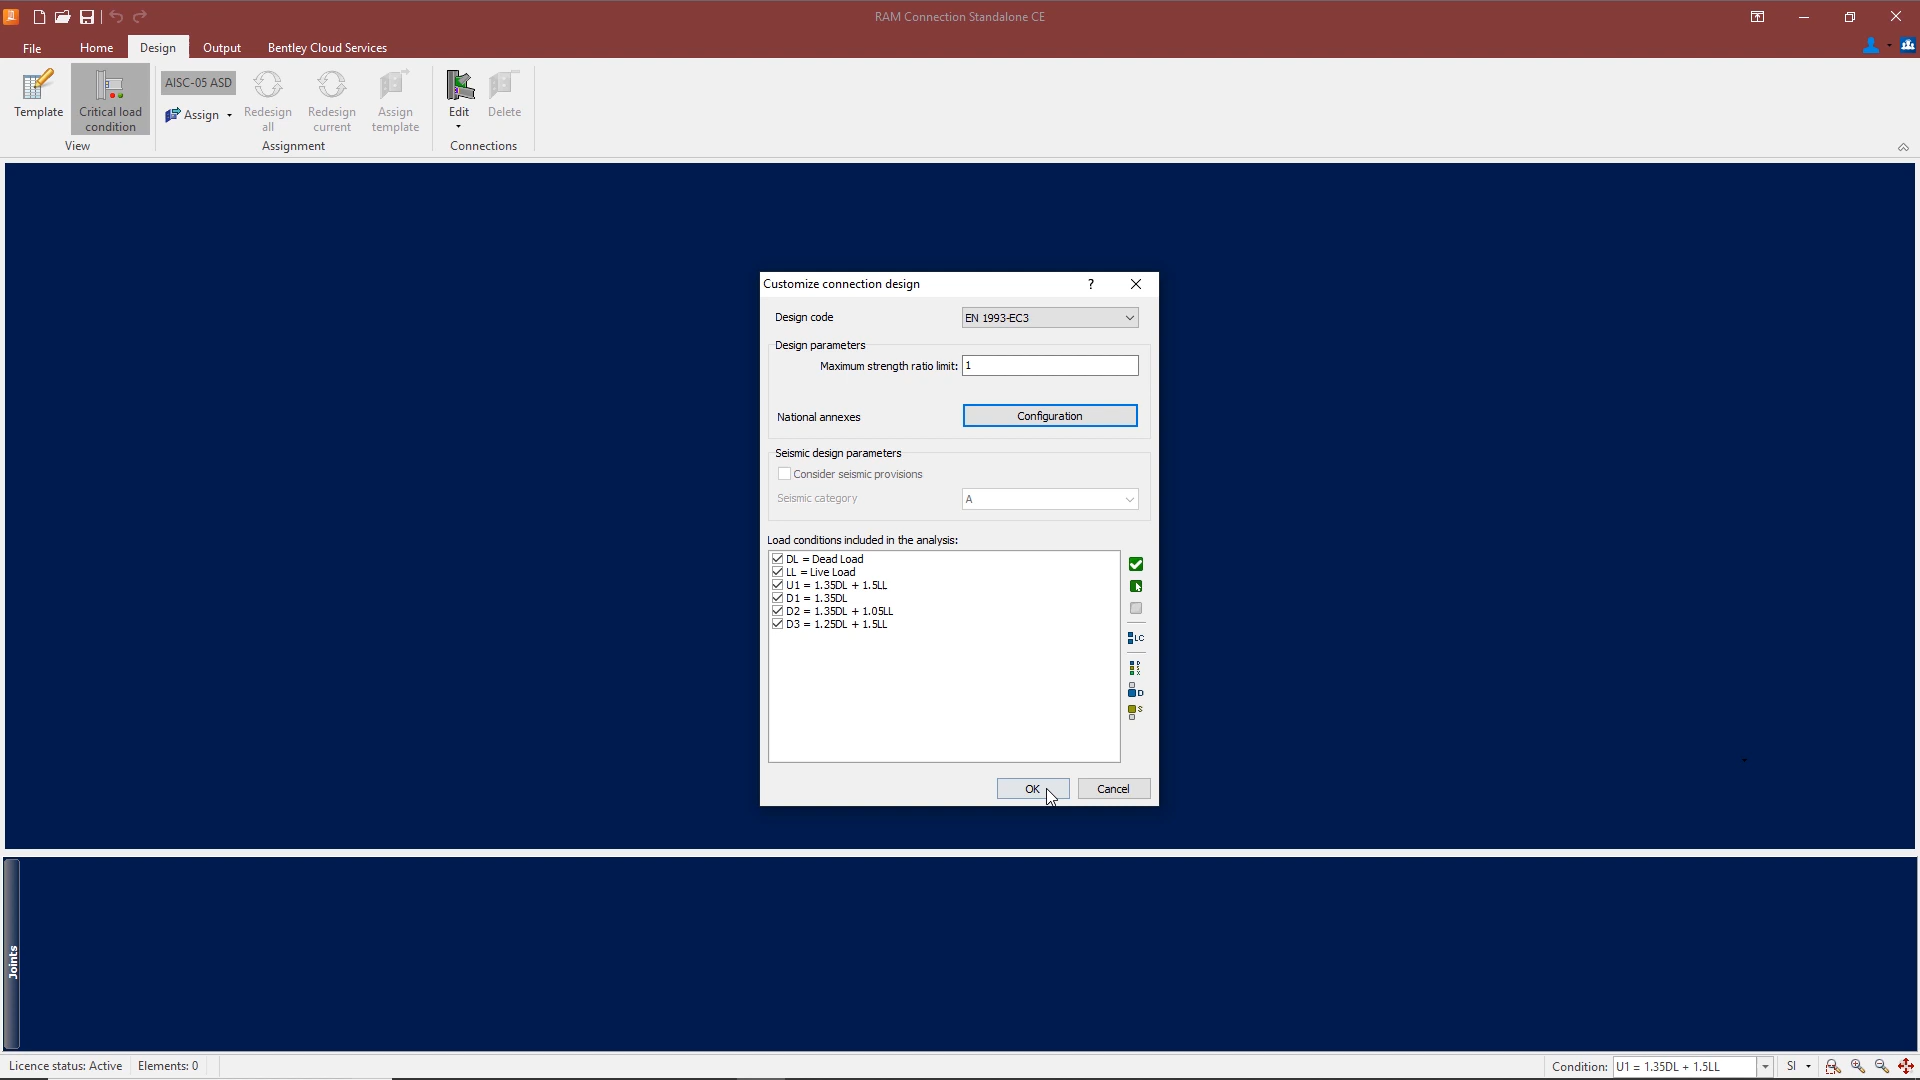 RAM Connection Standalone CE
File Home Design Output Bentley Cloud Services
Template
Critical load condition
View
AISC-05 ASD
Assign
Redesign all
Redesign current
Assign template
Assignment
Edit
Delete
Connections
Customize connection design ?
Design code EN 1993-EC3
Design parameters
Maximum strength ratio limit: 1
National annexes Configuration
Seismic design parameters
Consider seismic provisions
Seismic category A
Load conditions included in the analysis:
DL = Dead Load
LL = Live Load
U1 = 1.35DL + 1.5LL
D1 = 1.35DL
D2 = 1.35DL + 1.05LL
D3 = 1.25DL + 1.5LL
LC
D
S
OK Cancel
Joints
Licence status: Active Elements: 0 Condition: U1 = 1.35DL + 1.5LL SI